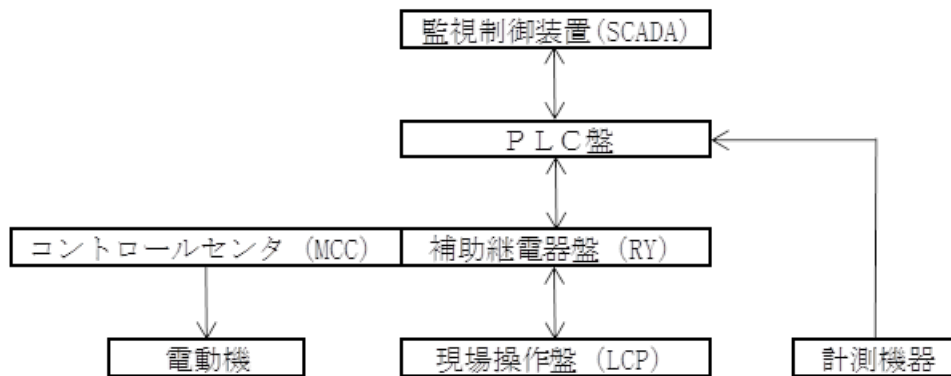 監視制御装置(SCADA)
ＰＬＣ盤
コントロールセンタ (MCC)
補助継電器盤 (RY)
電動機
現場操作盤 (LCP)
計測機器